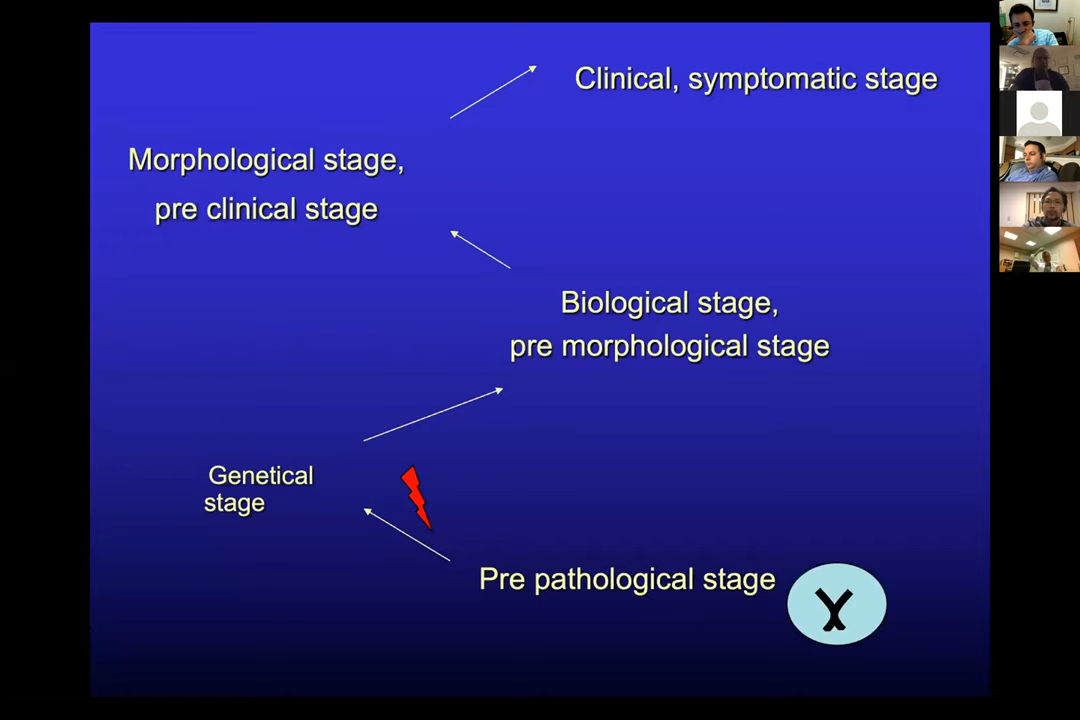 Clinical, symptomatic stage
Morphological stage,
pre clinical stage
Biological stage,
pre morphological stage
Genetical
stage
Pre pathological stage